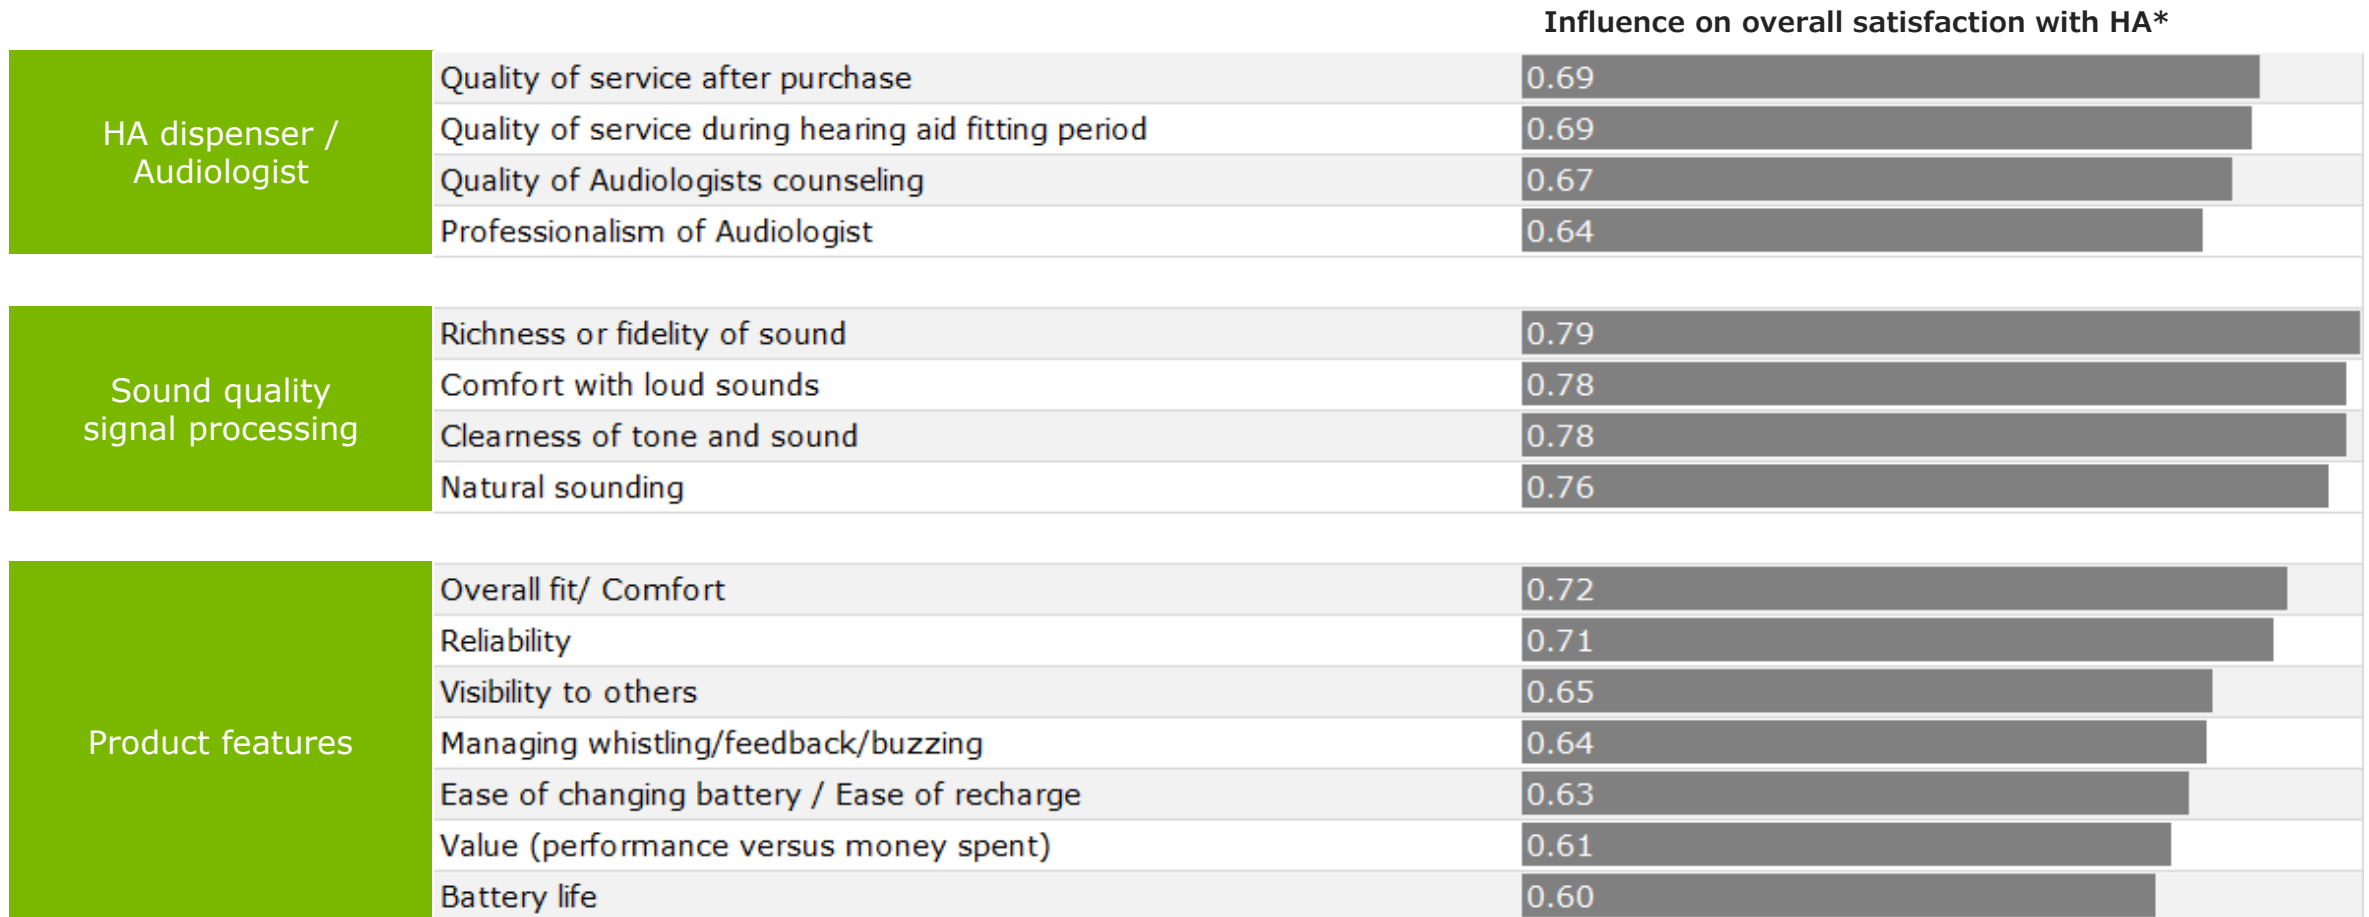 Influence on overall satisfaction with HA*
HA dispenser /
Audiologist
Quality of service after purchase 0.69
Quality of service during hearing aid fitting period 0.69
Quality of Audiologists counseling 0.67
Professionalism of Audiologist 0.64
Sound quality
signal processing
Richness or fidelity of sound 0.79
Comfort with loud sounds 0.78
Clearness of tone and sound 0.78
Natural sounding 0.76
Product features
Overall fit/ Comfort 0.72
Reliability 0.71
Visibility to others 0.65
Managing whistling/feedback/buzzing 0.64
Ease of changing battery / Ease of recharge 0.63
Value (performance versus money spent) 0.61
Battery life 0.60